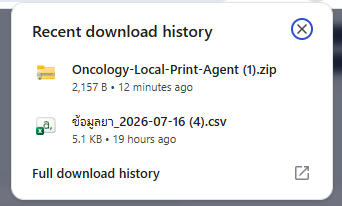 Recent download history
Oncology-Local-Print-Agent (1).zip
2,157 B • 12 minutes ago
ข้อมูลยา_2026-07-16 (4).csv
5.1 KB • 19 hours ago
Full download history